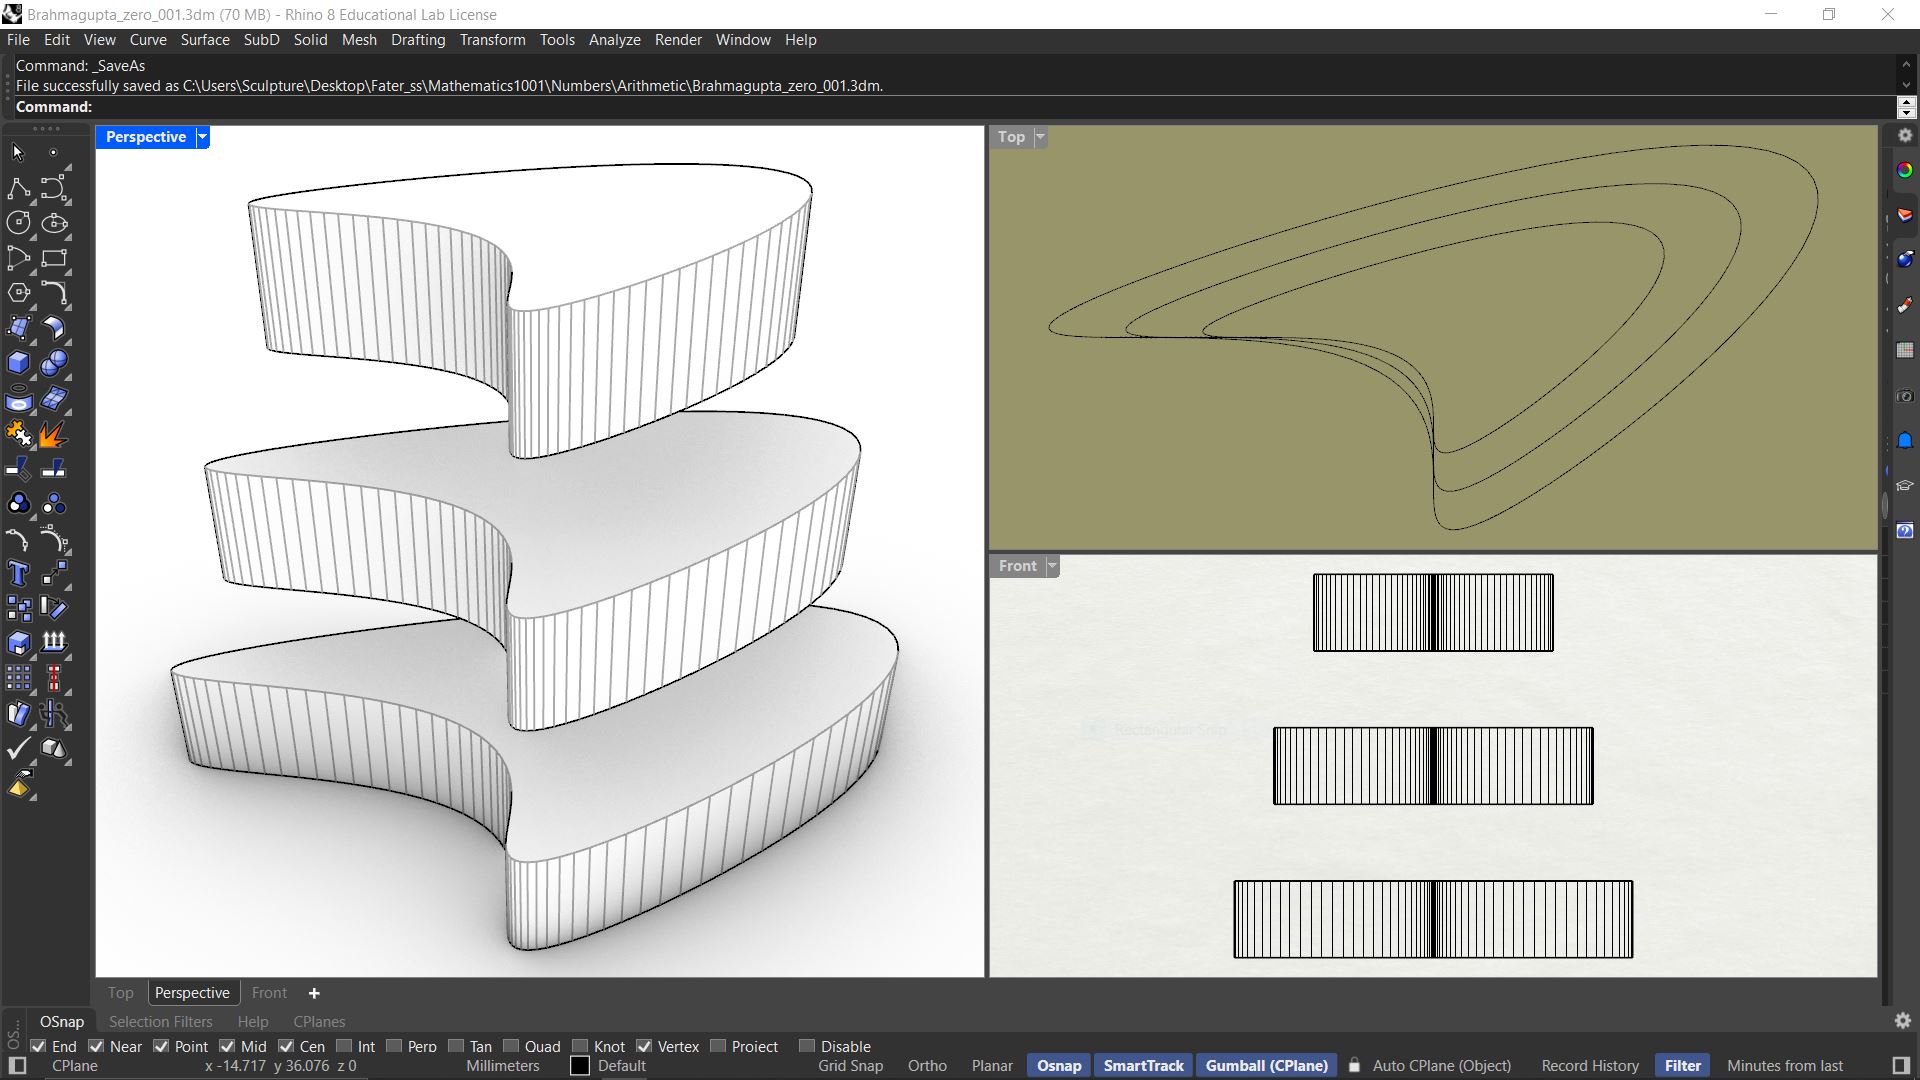 Brahmagupta_zero_001.3dm (70 MB) - Rhino 8 Educational Lab License
File Edit View Curve Surface SubD Solid Mesh Drafting Transform Tools Analyze Render Window Help
Command: _SaveAs
File successfully saved as C:\Users\Sculpture\Desktop\Fater_ss\Mathematics1001\Numbers\Arithmetic\Brahmagupta_zero_001.3dm.
Command:
Perspective
Top
Front
Rectangular Snip
Top Perspective Front
OSnap Selection Filters Help CPlanes
End Near Point Mid Cen Int Perp Tan Quad Knot Vertex Project Disable
CPlane x -14.717 y 36.076 z 0 Millimeters Default Grid Snap Ortho Planar Osnap SmartTrack Gumball (CPlane) Auto CPlane (Object) Record History Filter Minutes from last